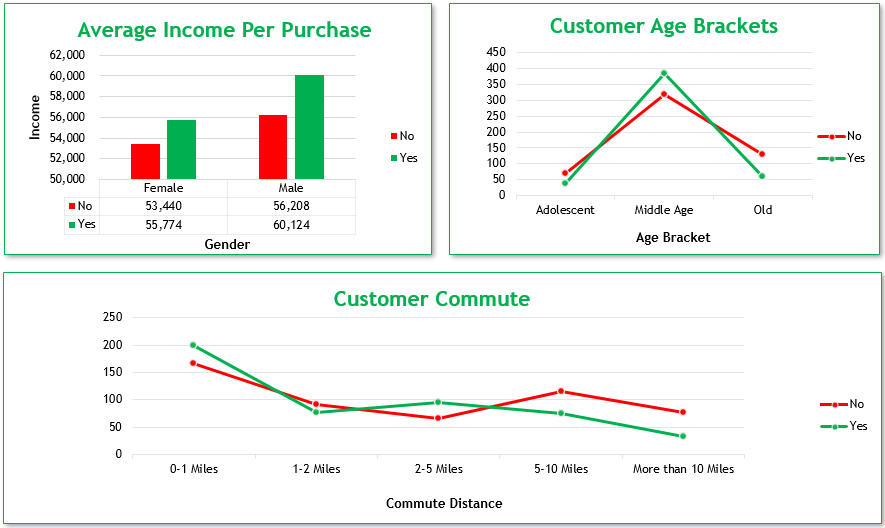 Average Income Per Purchase
62,000
60,000
58,000
56,000
54,000
52,000
50,000
Income
Female Male
No 53,440 56,208
Yes 55,774 60,124
Gender
No
Yes
Customer Age Brackets
450
400
350
300
250
200
150
100
50
0
Adolescent Middle Age Old
Age Bracket
No
Yes
Customer Commute
250
200
150
100
50
0
0-1 Miles 1-2 Miles 2-5 Miles 5-10 Miles More than 10 Miles
Commute Distance
No
Yes